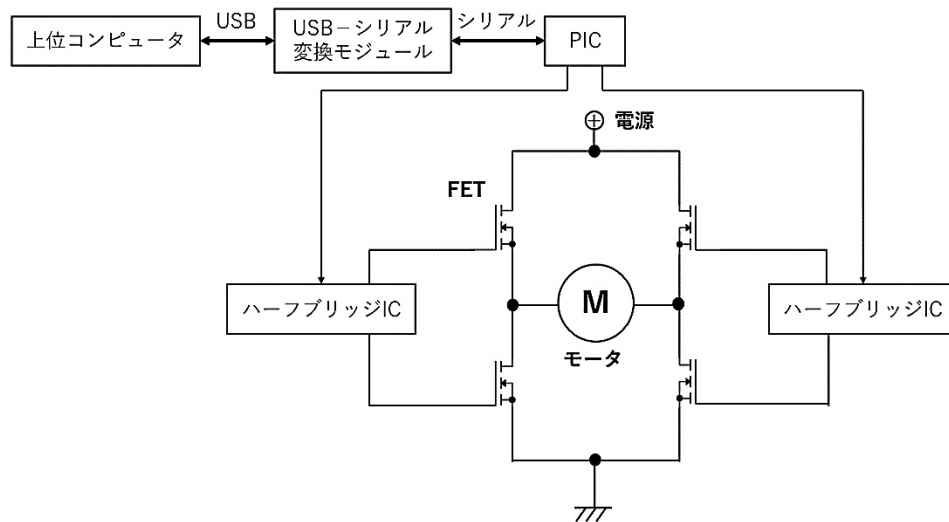 上位コンピュータ
USB
USB－シリアル
変換モジュール
シリアル
PIC
電源
FET
ハーフブリッジIC
M
モータ
ハーフブリッジIC